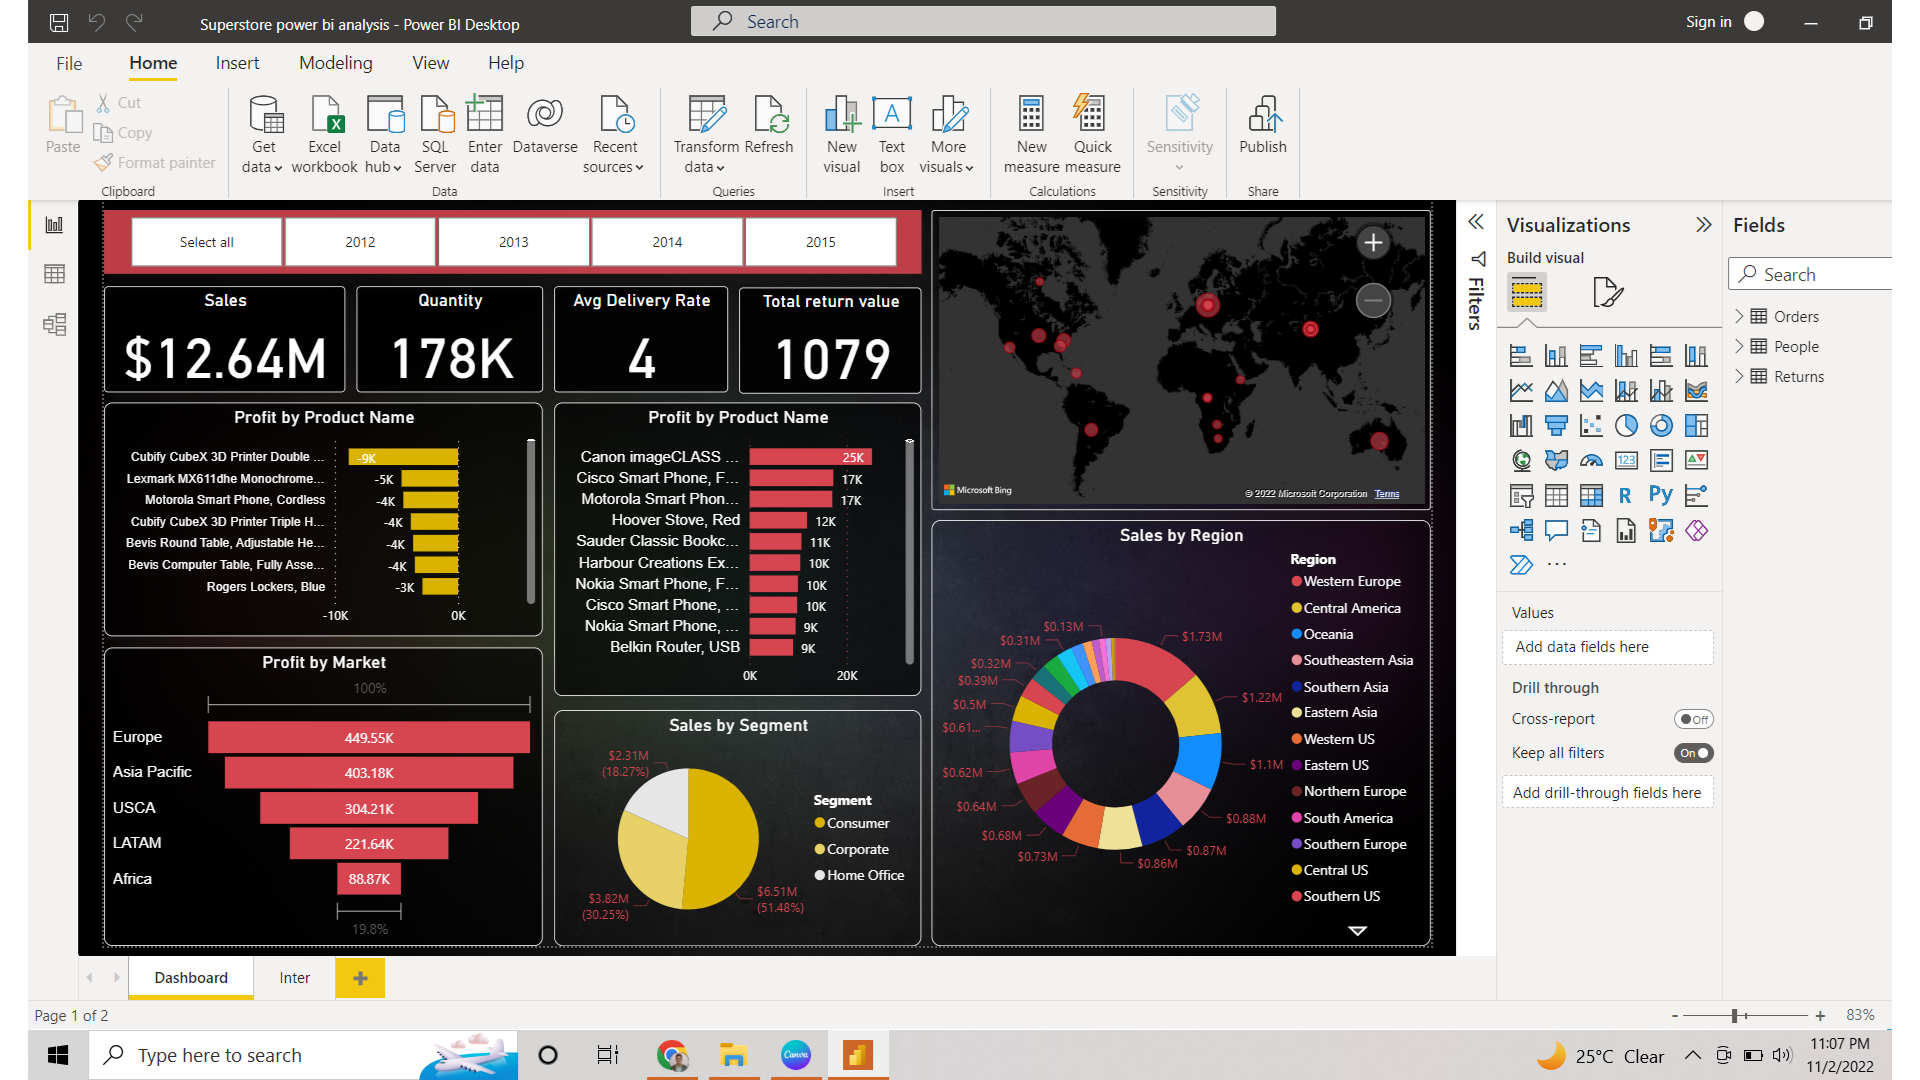 Superstore power bi analysis - Power BI Desktop
Search
Sign in
File
Home
Insert
Modeling
View
Help
Paste
Cut
Copy
Format painter
Clipboard
Get data
Excel workbook
Data hub
SQL Server
Enter data
Dataverse
Recent sources
Data
Transform data
Refresh
Queries
New visual
Text box
More visuals
Insert
New measure
Quick measure
Calculations
Sensitivity
Sensitivity
Publish
Share
Select all
2012
2013
2014
2015
Sales
$12.64M
Quantity
178K
Avg Delivery Rate
4
Total return value
1079
Profit by Product Name
Cubify CubeX 3D Printer Double ...
-9K
Lexmark MX611dhe Monochrome...
-5K
Motorola Smart Phone, Cordless
-4K
Cubify CubeX 3D Printer Triple H...
-4K
Bevis Round Table, Adjustable He...
-4K
Bevis Computer Table, Fully Asse...
-4K
Rogers Lockers, Blue
-3K
-10K
0K
Profit by Product Name
Canon imageCLASS ...
25K
Cisco Smart Phone, F...
17K
Motorola Smart Phon...
17K
Hoover Stove, Red
12K
Sauder Classic Bookc...
11K
Harbour Creations Ex...
10K
Nokia Smart Phone, F...
10K
Cisco Smart Phone, ...
10K
Nokia Smart Phone, ...
9K
Belkin Router, USB
9K
0K
20K
Profit by Market
100%
Europe
449.55K
Asia Pacific
403.18K
USCA
304.21K
LATAM
221.64K
Africa
88.87K
19.8%
Sales by Segment
$2.31M
(18.27%)
$3.82M
(30.25%)
$6.51M
(51.48%)
Segment
Consumer
Corporate
Home Office
Microsoft Bing
© 2022 Microsoft Corporation
Terms
Sales by Region
$0.13M
$0.31M
$0.32M
$0.39M
$0.5M
$0.61...
$0.62M
$0.64M
$0.68M
$0.73M
$0.86M
$0.87M
$0.88M
$1.1M
$1.22M
$1.73M
Region
Western Europe
Central America
Oceania
Southeastern Asia
Southern Asia
Eastern Asia
Western US
Eastern US
Northern Europe
South America
Southern Europe
Central US
Southern US
Filters
Visualizations
Build visual
123
R
Py
Values
Add data fields here
Drill through
Cross-report
Off
Keep all filters
On
Add drill-through fields here
Fields
Search
Orders
People
Returns
Dashboard
Inter
Page 1 of 2
- + 83%
Type here to search
Canva
25°C Clear
11:07 PM
11/2/2022